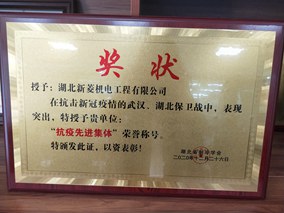 奖状
授予：湖北新菱机电工程有限公司
在抗击新冠疫情的武汉、湖北保卫战中，表现
突出，特授予贵单位：
“抗疫先进集体”荣誉称号。
特颁发此证，以资表彰！
二〇二〇年十二月二十六日